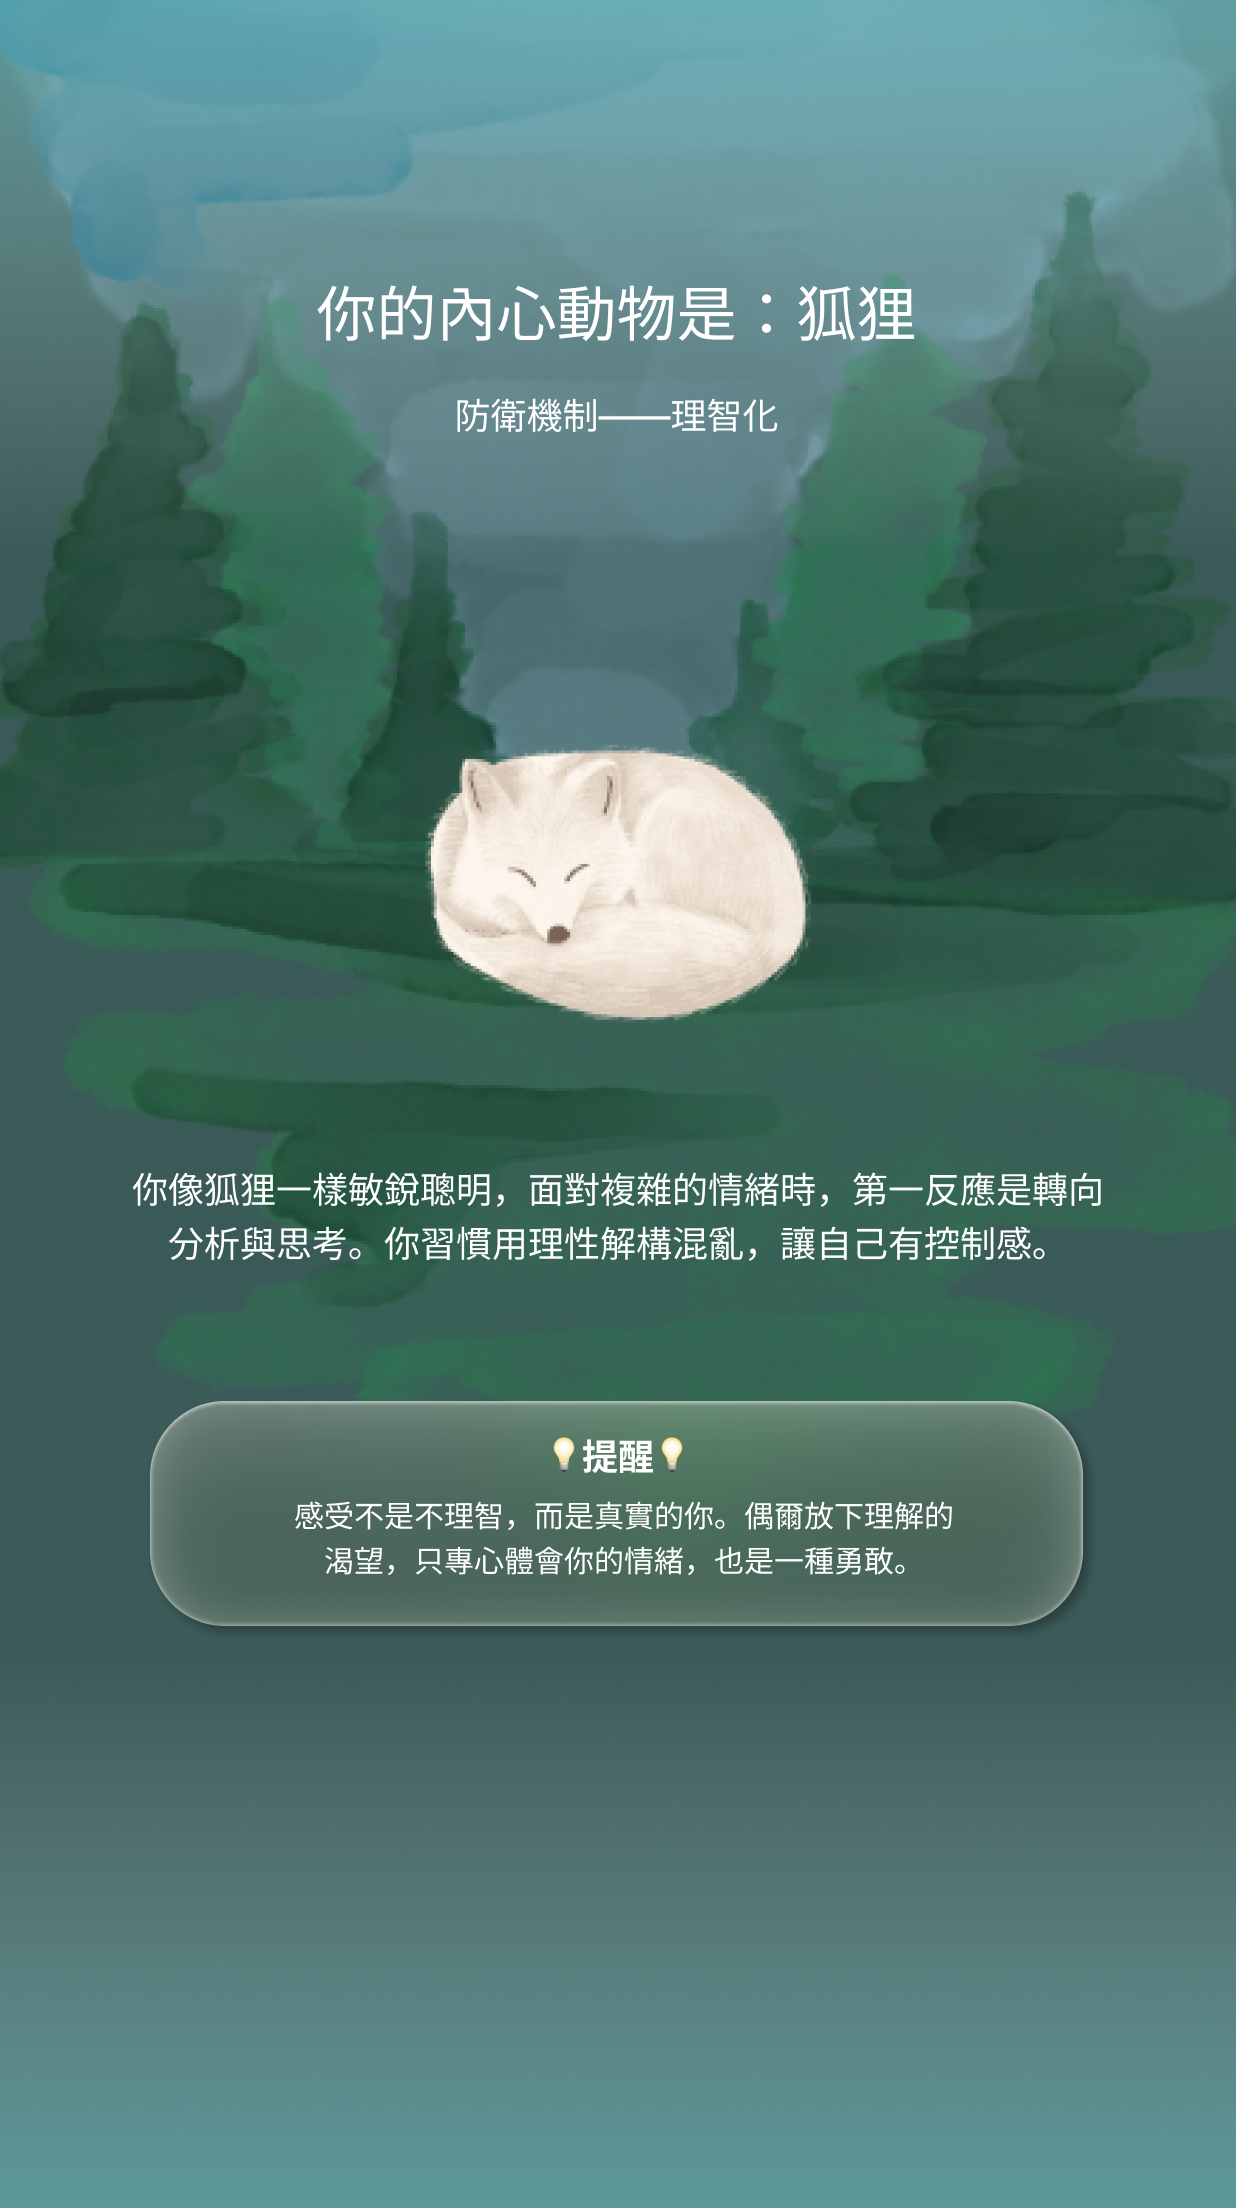 你的內心動物是：狐狸
防衛機制——理智化
你像狐狸一樣敏銳聰明，面對複雜的情緒時，第一反應是轉向
分析與思考。你習慣用理性解構混亂，讓自己有控制感。
💡提醒💡
感受不是不理智，而是真實的你。偶爾放下理解的
渴望，只專心體會你的情緒，也是一種勇敢。